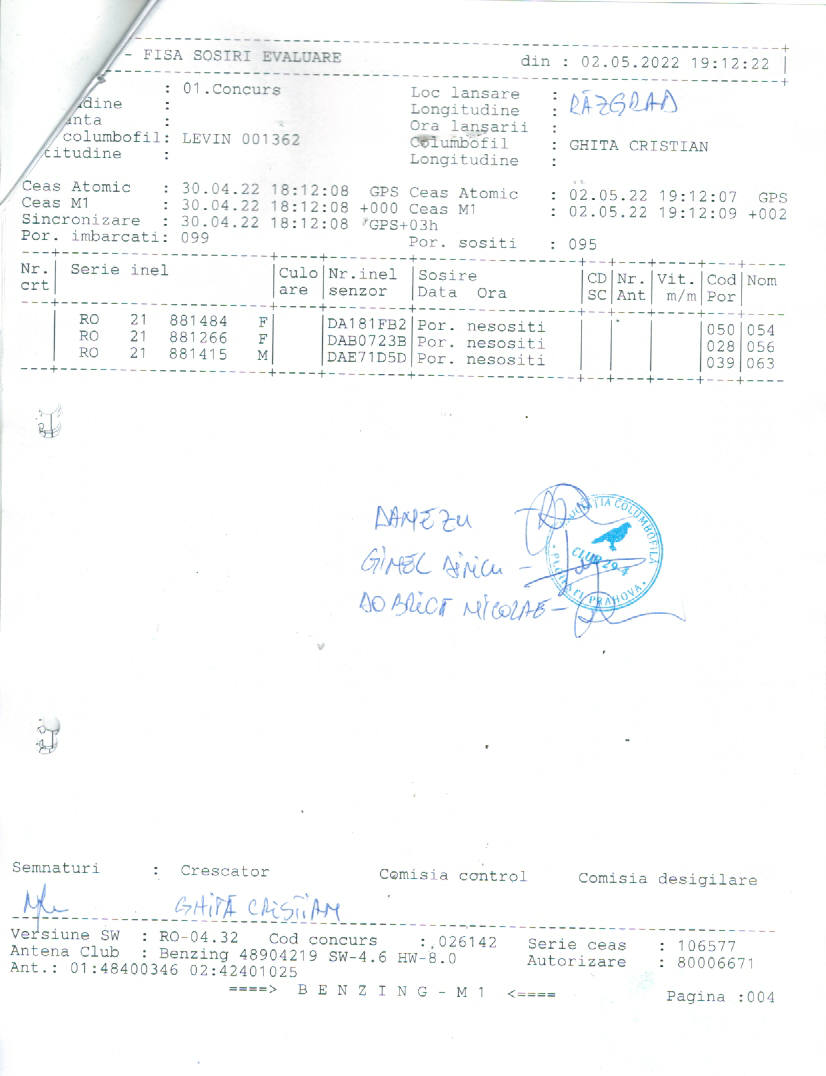 - FISA SOSIRI EVALUARE din : 02.05.2022 19:12:22
: 01.Concurs Loc lansare :
dine : Longitudine : RÂZGRAD
anta : Ora lansarii :
columbofil: LEVIN 001362 Columbofil : GHITA CRISTIAN
titudine : Longitudine :
Ceas Atomic : 30.04.22 18:12:08 GPS Ceas Atomic : 02.05.22 19:12:07 GPS
Ceas M1 : 30.04.22 18:12:08 +000 Ceas M1 : 02.05.22 19:12:09 +002
Sincronizare : 30.04.22 18:12:08 GPS+03h
Por. imbarcati: 099 Por. sositi : 095
Nr. Serie inel Culo Nr.inel Sosire CD Nr. Vit. Cod Nom
crt are senzor Data Ora SC Ant m/m Por
RO 21 881484 F DA181FB2 Por. nesositi 050 054
RO 21 881266 F DAB0723B Por. nesositi 028 056
RO 21 881415 M DAE71D5D Por. nesositi 039 063
COLUMBOFILA
CLUB
PRAHOVA
Semnaturi : Crescator Comisia control Comisia desigilare
GHITA CRISTIAN
Versiune SW : RO-04.32 Cod concurs : 026142 Serie ceas : 106577
Antena Club : Benzing 48904219 SW-4.6 HW-8.0 Autorizare : 80006671
Ant.: 01:48400346 02:42401025
====> B E N Z I N G - M 1 <==== Pagina :004